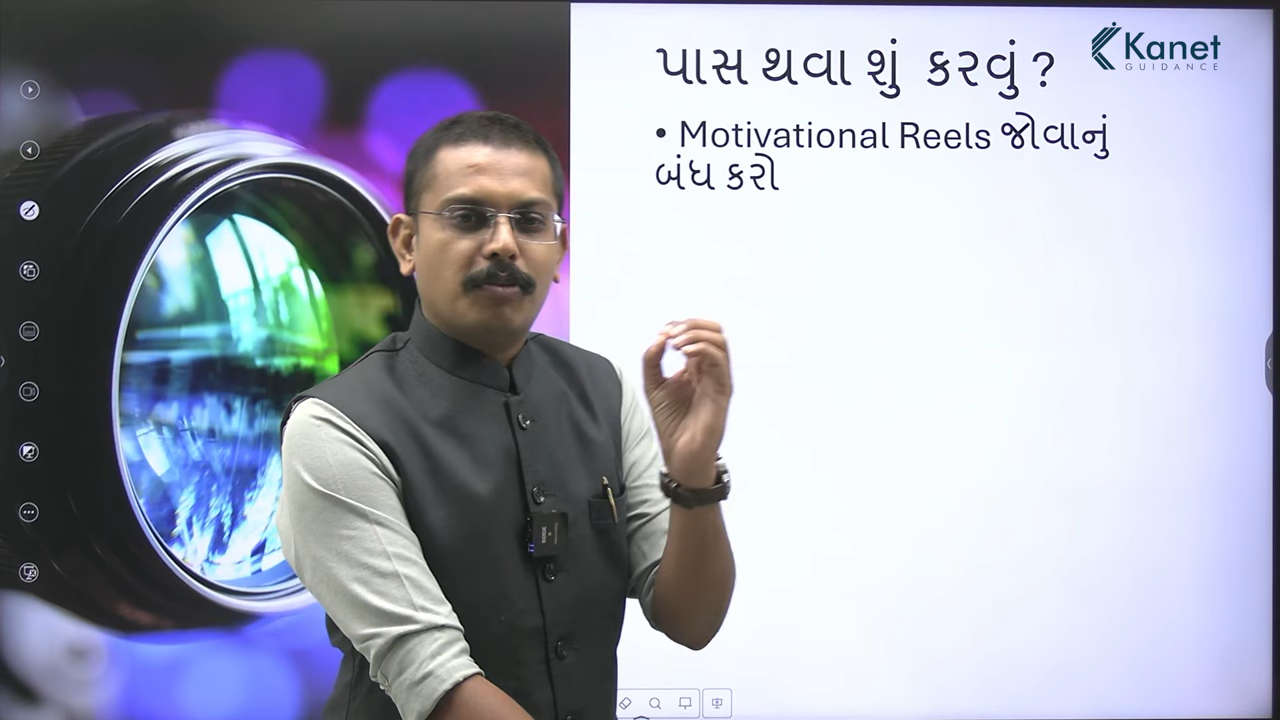 પાસ થવા શું કરવું ?
Kanet
GUIDANCE
• Motivational Reels જોવાનું
બંધ કરો